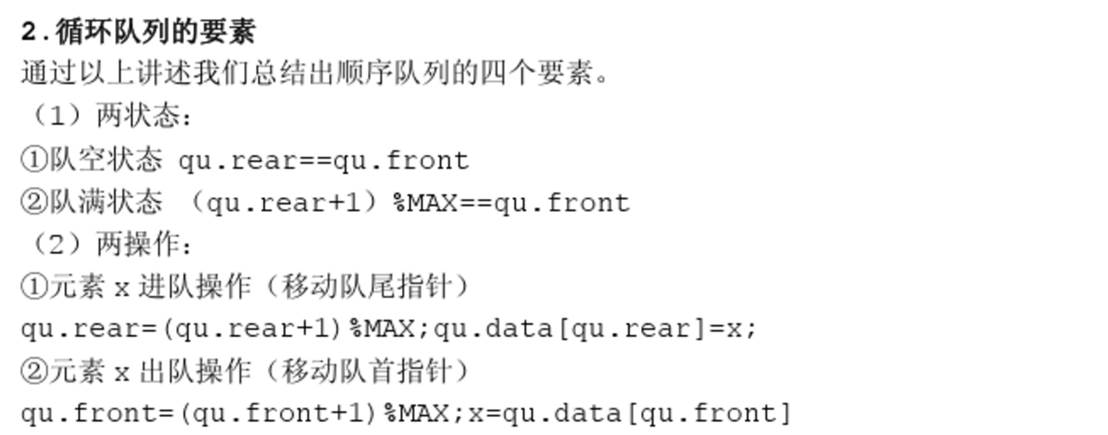 2.循环队列的要素
通过以上讲述我们总结出顺序队列的四个要素。
（1）两状态：
①队空状态 qu.rear==qu.front
②队满状态 （qu.rear+1）%MAX==qu.front
（2）两操作：
①元素 x 进队操作（移动队尾指针）
qu.rear=(qu.rear+1)%MAX;qu.data[qu.rear]=x;
②元素 x 出队操作（移动队首指针）
qu.front=(qu.front+1)%MAX;x=qu.data[qu.front]